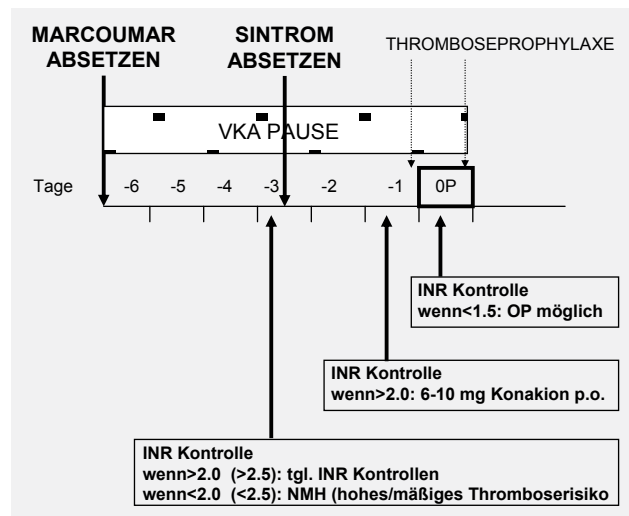 MARCOUMAR
ABSETZEN
SINTROM
ABSETZEN
THROMBOSEPROPHYLAXE
VKA PAUSE
Tage -6 -5 -4 -3 -2 -1 0P
INR Kontrolle
wenn<1.5: OP möglich
INR Kontrolle
wenn>2.0: 6-10 mg Konakion p.o.
INR Kontrolle
wenn>2.0 (>2.5): tgl. INR Kontrollen
wenn<2.0 (<2.5): NMH (hohes/mäßiges Thromboserisiko